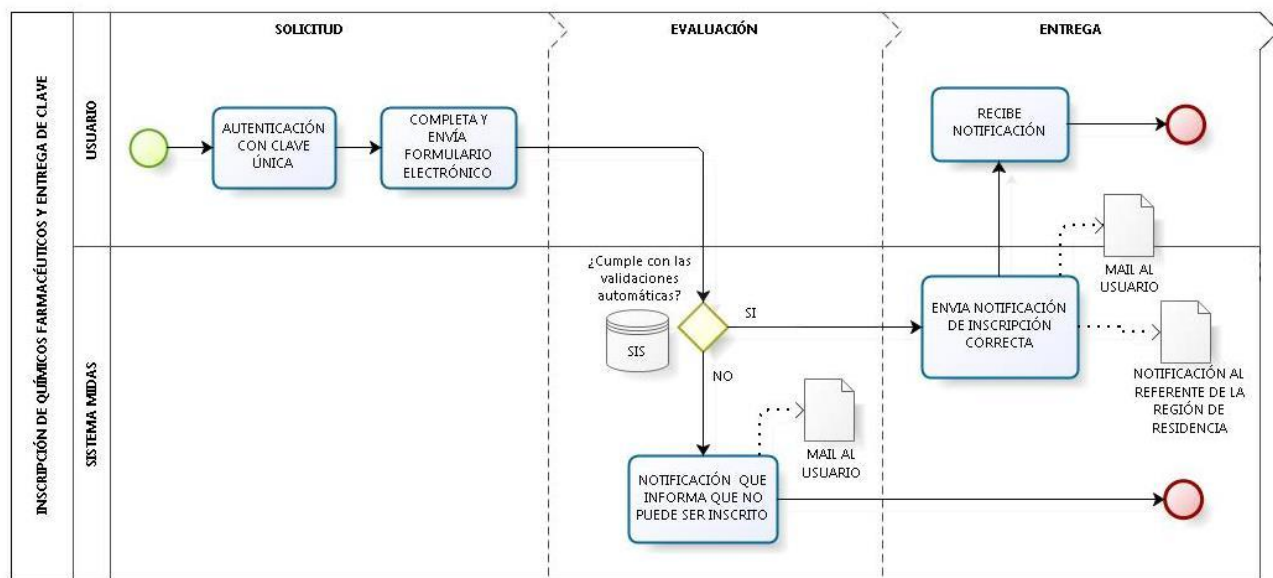 INSCRIPCIÓN DE QUÍMICOS FARMACÉUTICOS Y ENTREGA DE CLAVE
SOLICITUD
EVALUACIÓN
ENTREGA
USUARIO
AUTENTICACIÓN
CON CLAVE
ÚNICA
COMPLETA Y
ENVÍA
FORMULARIO
ELECTRÓNICO
RECIBE
NOTIFICACIÓN
SISTEMA MIDAS
¿Cumple con las
validaciones
automáticas?
SIS
SI
NO
ENVIA NOTIFICACIÓN
DE INSCRIPCIÓN
CORRECTA
MAIL AL
USUARIO
NOTIFICACIÓN AL
REFERENTE DE LA
REGIÓN DE
RESIDENCIA
MAIL AL
USUARIO
NOTIFICACIÓN QUE
INFORMA QUE NO
PUEDE SER INSCRITO